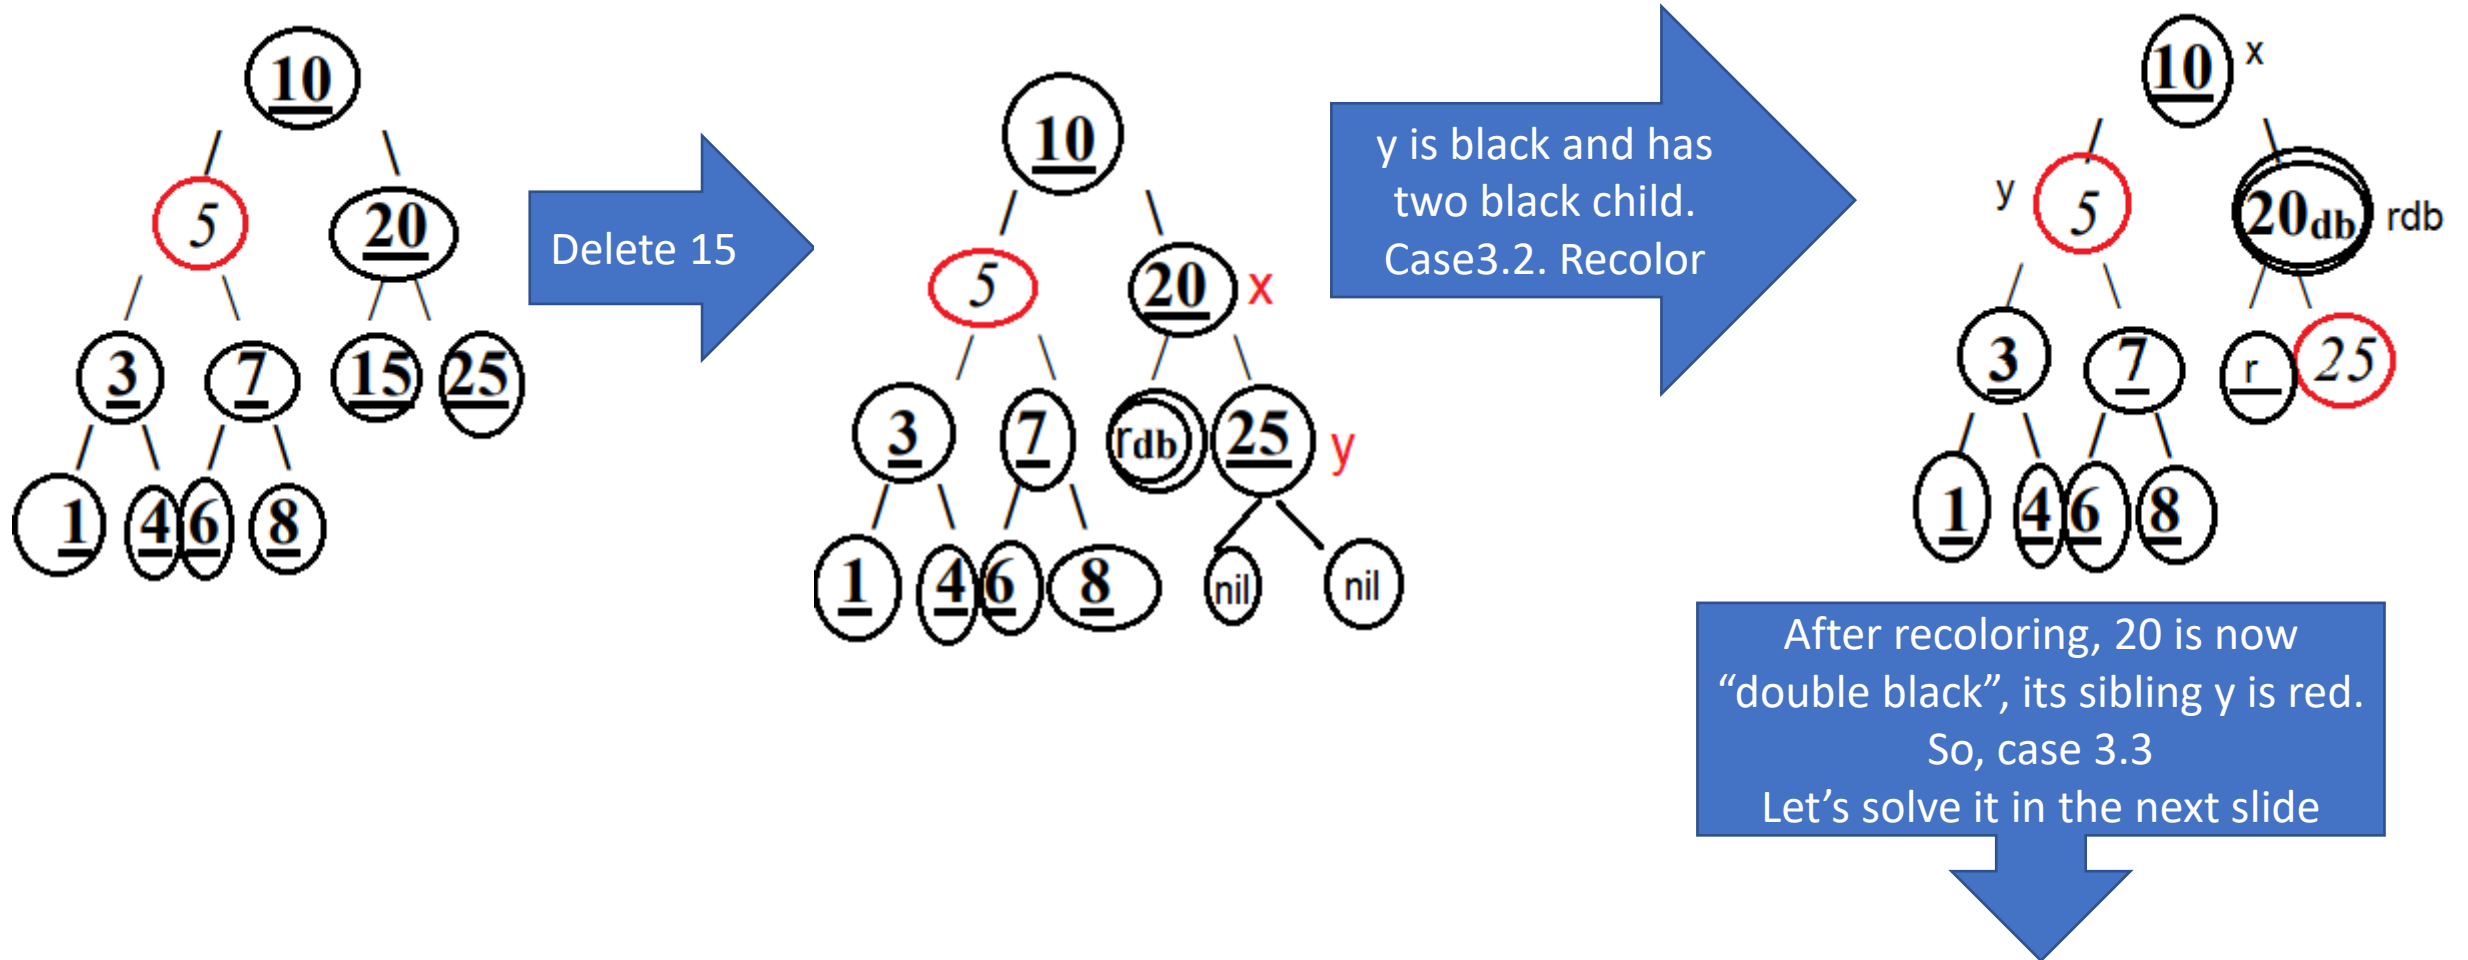 10
5 20
3 7 15 25
1 4 6 8
Delete 15
10
5 20 x
3 7 rdb 25 y
1 4 6 8 nil nil
y is black and has
two black child.
Case3.2. Recolor
10 x
y 5 20db rdb
3 7 r 25
1 4 6 8
After recoloring, 20 is now
“double black”, its sibling y is red.
So, case 3.3
Let’s solve it in the next slide